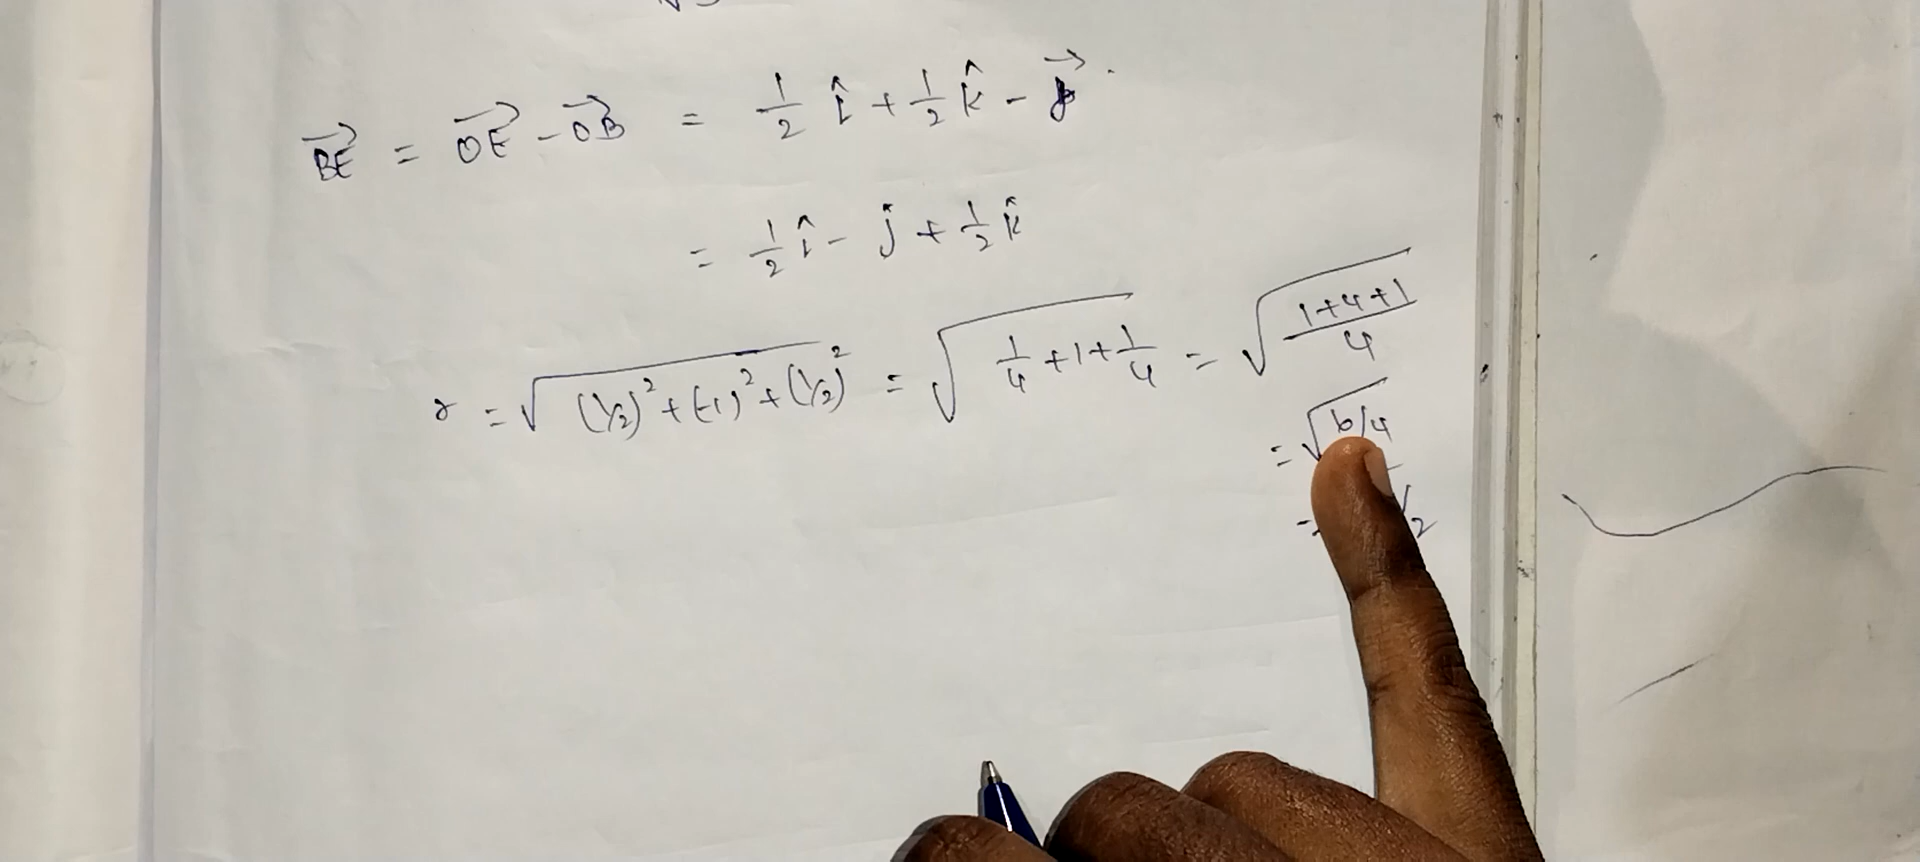 BE⃗ = OE⃗ - OB⃗ = 1/2 î + 1/2 k̂ - j⃗
= 1/2 î - ĵ + 1/2 k̂
r = √((1/2)² + (-1)² + (1/2)²) = √(1/4 + 1 + 1/4) = √((1+4+1)/4)
= √(6/4)